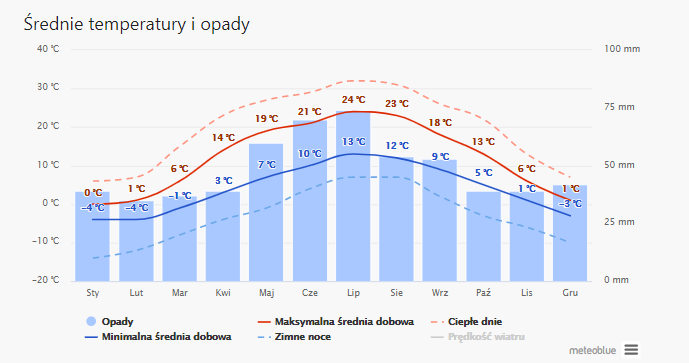 Średnie temperatury i opady
40 °C
100 mm
30 °C
75 mm
20 °C
10 °C
50 mm
0 °C
25 mm
-10 °C
-20 °C
0 mm
0 °C
1 °C
6 °C
14 °C
19 °C
21 °C
24 °C
23 °C
18 °C
13 °C
6 °C
1 °C
-4 °C
-4 °C
-1 °C
3 °C
7 °C
10 °C
13 °C
12 °C
9 °C
5 °C
1 °C
-3 °C
Sty Lut Mar Kwi Maj Cze Lip Sie Wrz Paź Lis Gru
Opady Maksymalna średnia dobowa Ciepłe dnie
Minimalna średnia dobowa Zimne noce Prędkość wiatru
meteoblue